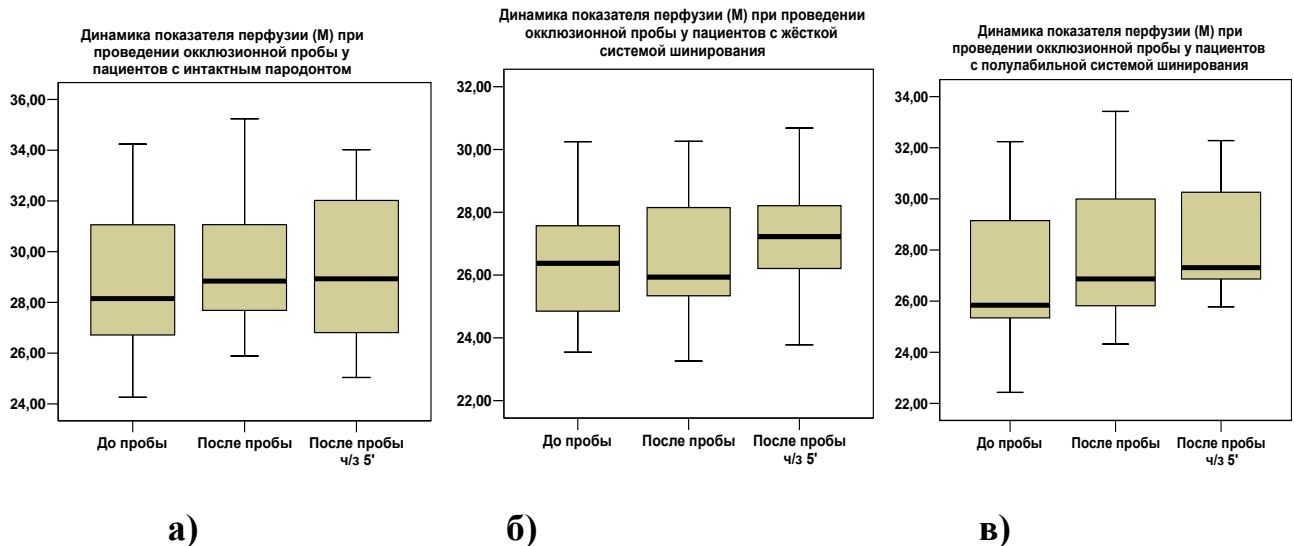 Динамика показателя перфузии (М) при
проведении окклюзионной пробы у
пациентов с интактным пародонтом
36,00
34,00
32,00
30,00
28,00
26,00
24,00
До пробы После пробы После пробы
ч/з 5'
а)
Динамика показателя перфузии (М) при проведении
окклюзионной пробы у пациентов с жёсткой
системой шинирования
32,00
30,00
28,00
26,00
24,00
22,00
До пробы После пробы После пробы
ч/з 5'
б)
Динамика показателя перфузии (М) при
проведении окклюзионной пробы у пациентов
с полулабильной системой шинирования
34,00
32,00
30,00
28,00
26,00
24,00
22,00
До пробы После пробы После пробы
ч/з 5'
в)